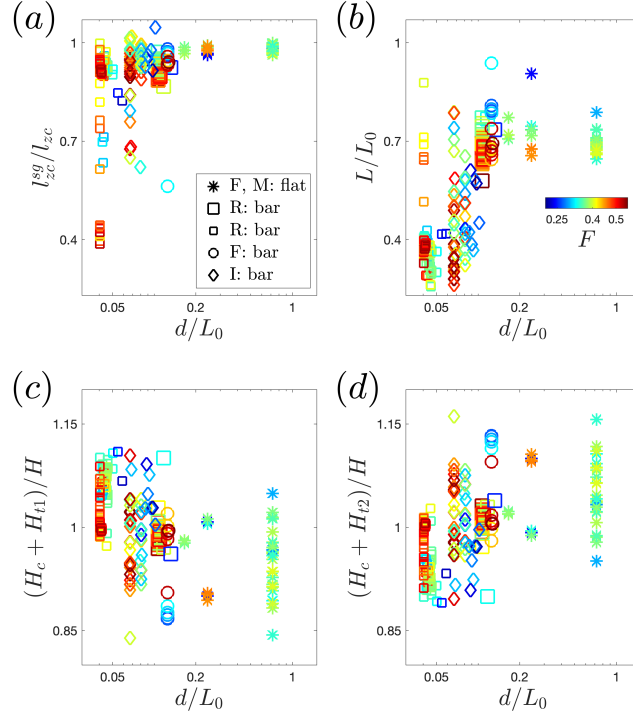 (a)
1
0.7
0.4
l_{zc}^{sg}/l_{zc}
F, M: flat
R: bar
R: bar
F: bar
I: bar
0.05 0.2 1
d/L_0
(b)
1
0.7
0.4
L/L_0
0.25 0.4 0.5
F
0.05 0.2 1
d/L_0
(c)
1.15
1
0.85
(H_c + H_{t1})/H
0.05 0.2 1
d/L_0
(d)
1.15
1
0.85
(H_c + H_{t2})/H
0.05 0.2 1
d/L_0